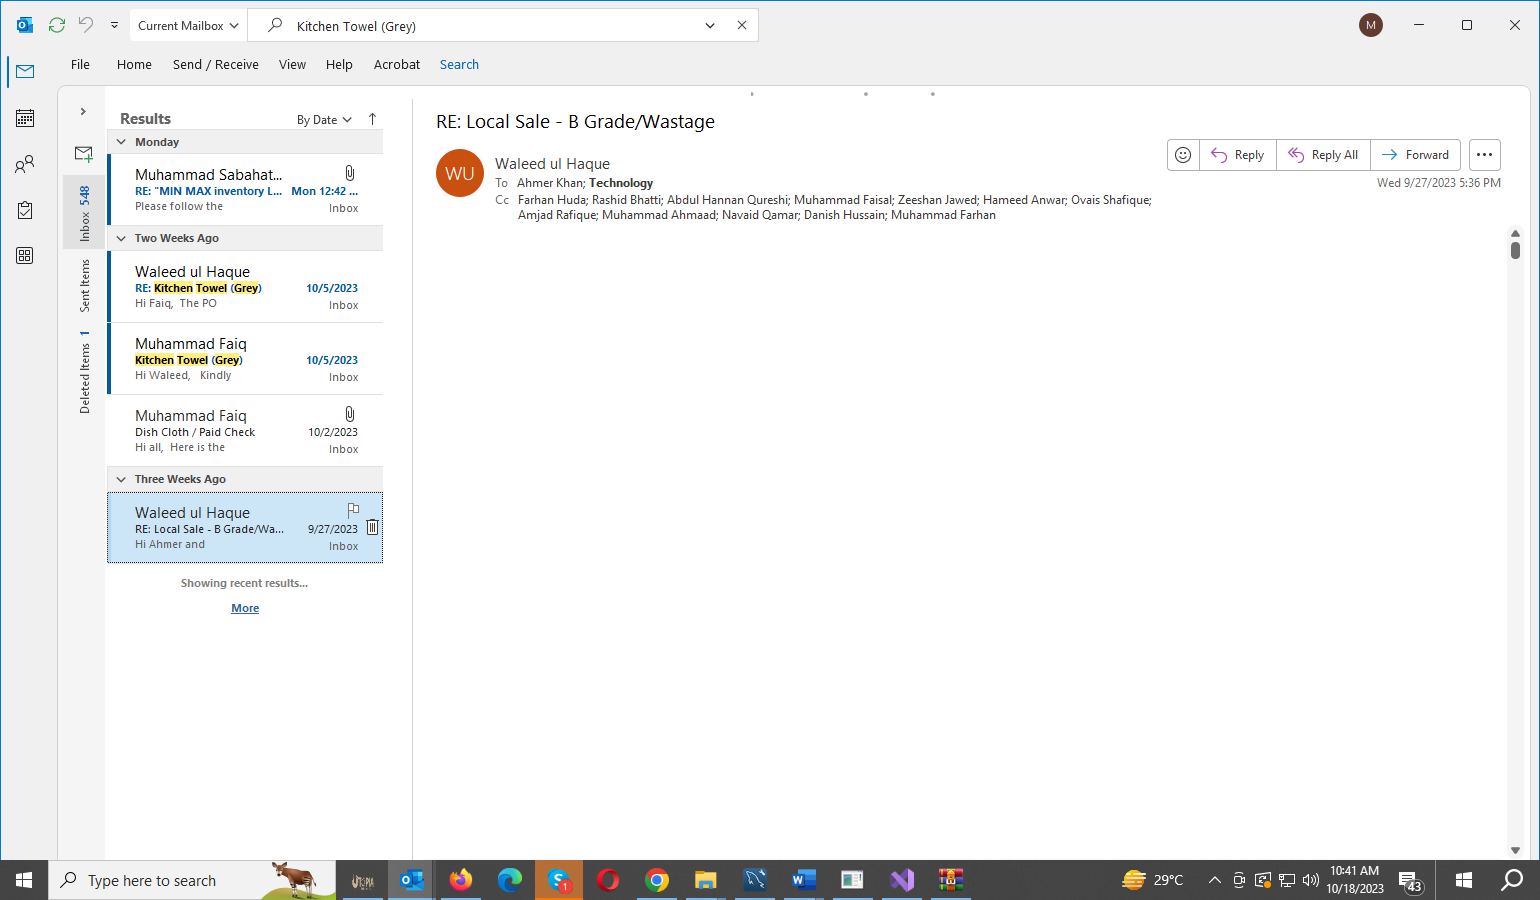 Current Mailbox
Kitchen Towel (Grey)
M
File Home Send / Receive View Help Acrobat Search
Results By Date
Monday
Muhammad Sabahat...
RE: "MIN MAX inventory L... Mon 12:42 ...
Please follow the Inbox
Two Weeks Ago
Waleed ul Haque
RE: Kitchen Towel (Grey) 10/5/2023
Hi Faiq, The PO Inbox
Muhammad Faiq
Kitchen Towel (Grey) 10/5/2023
Hi Waleed, Kindly Inbox
Muhammad Faiq
Dish Cloth / Paid Check 10/2/2023
Hi all, Here is the Inbox
Three Weeks Ago
Waleed ul Haque
RE: Local Sale - B Grade/Wa... 9/27/2023
Hi Ahmer and Inbox
Showing recent results...
More
Inbox 548
Sent Items
Deleted Items 1
RE: Local Sale - B Grade/Wastage
WU
Waleed ul Haque
To Ahmer Khan; Technology
Cc Farhan Huda; Rashid Bhatti; Abdul Hannan Qureshi; Muhammad Faisal; Zeeshan Jawed; Hameed Anwar; Ovais Shafique;
Amjad Rafique; Muhammad Ahmaad; Navaid Qamar; Danish Hussain; Muhammad Farhan
Reply Reply All Forward
Wed 9/27/2023 5:36 PM
Type here to search
UTOPIA
S 1
W
29°C
10:41 AM
10/18/2023
43